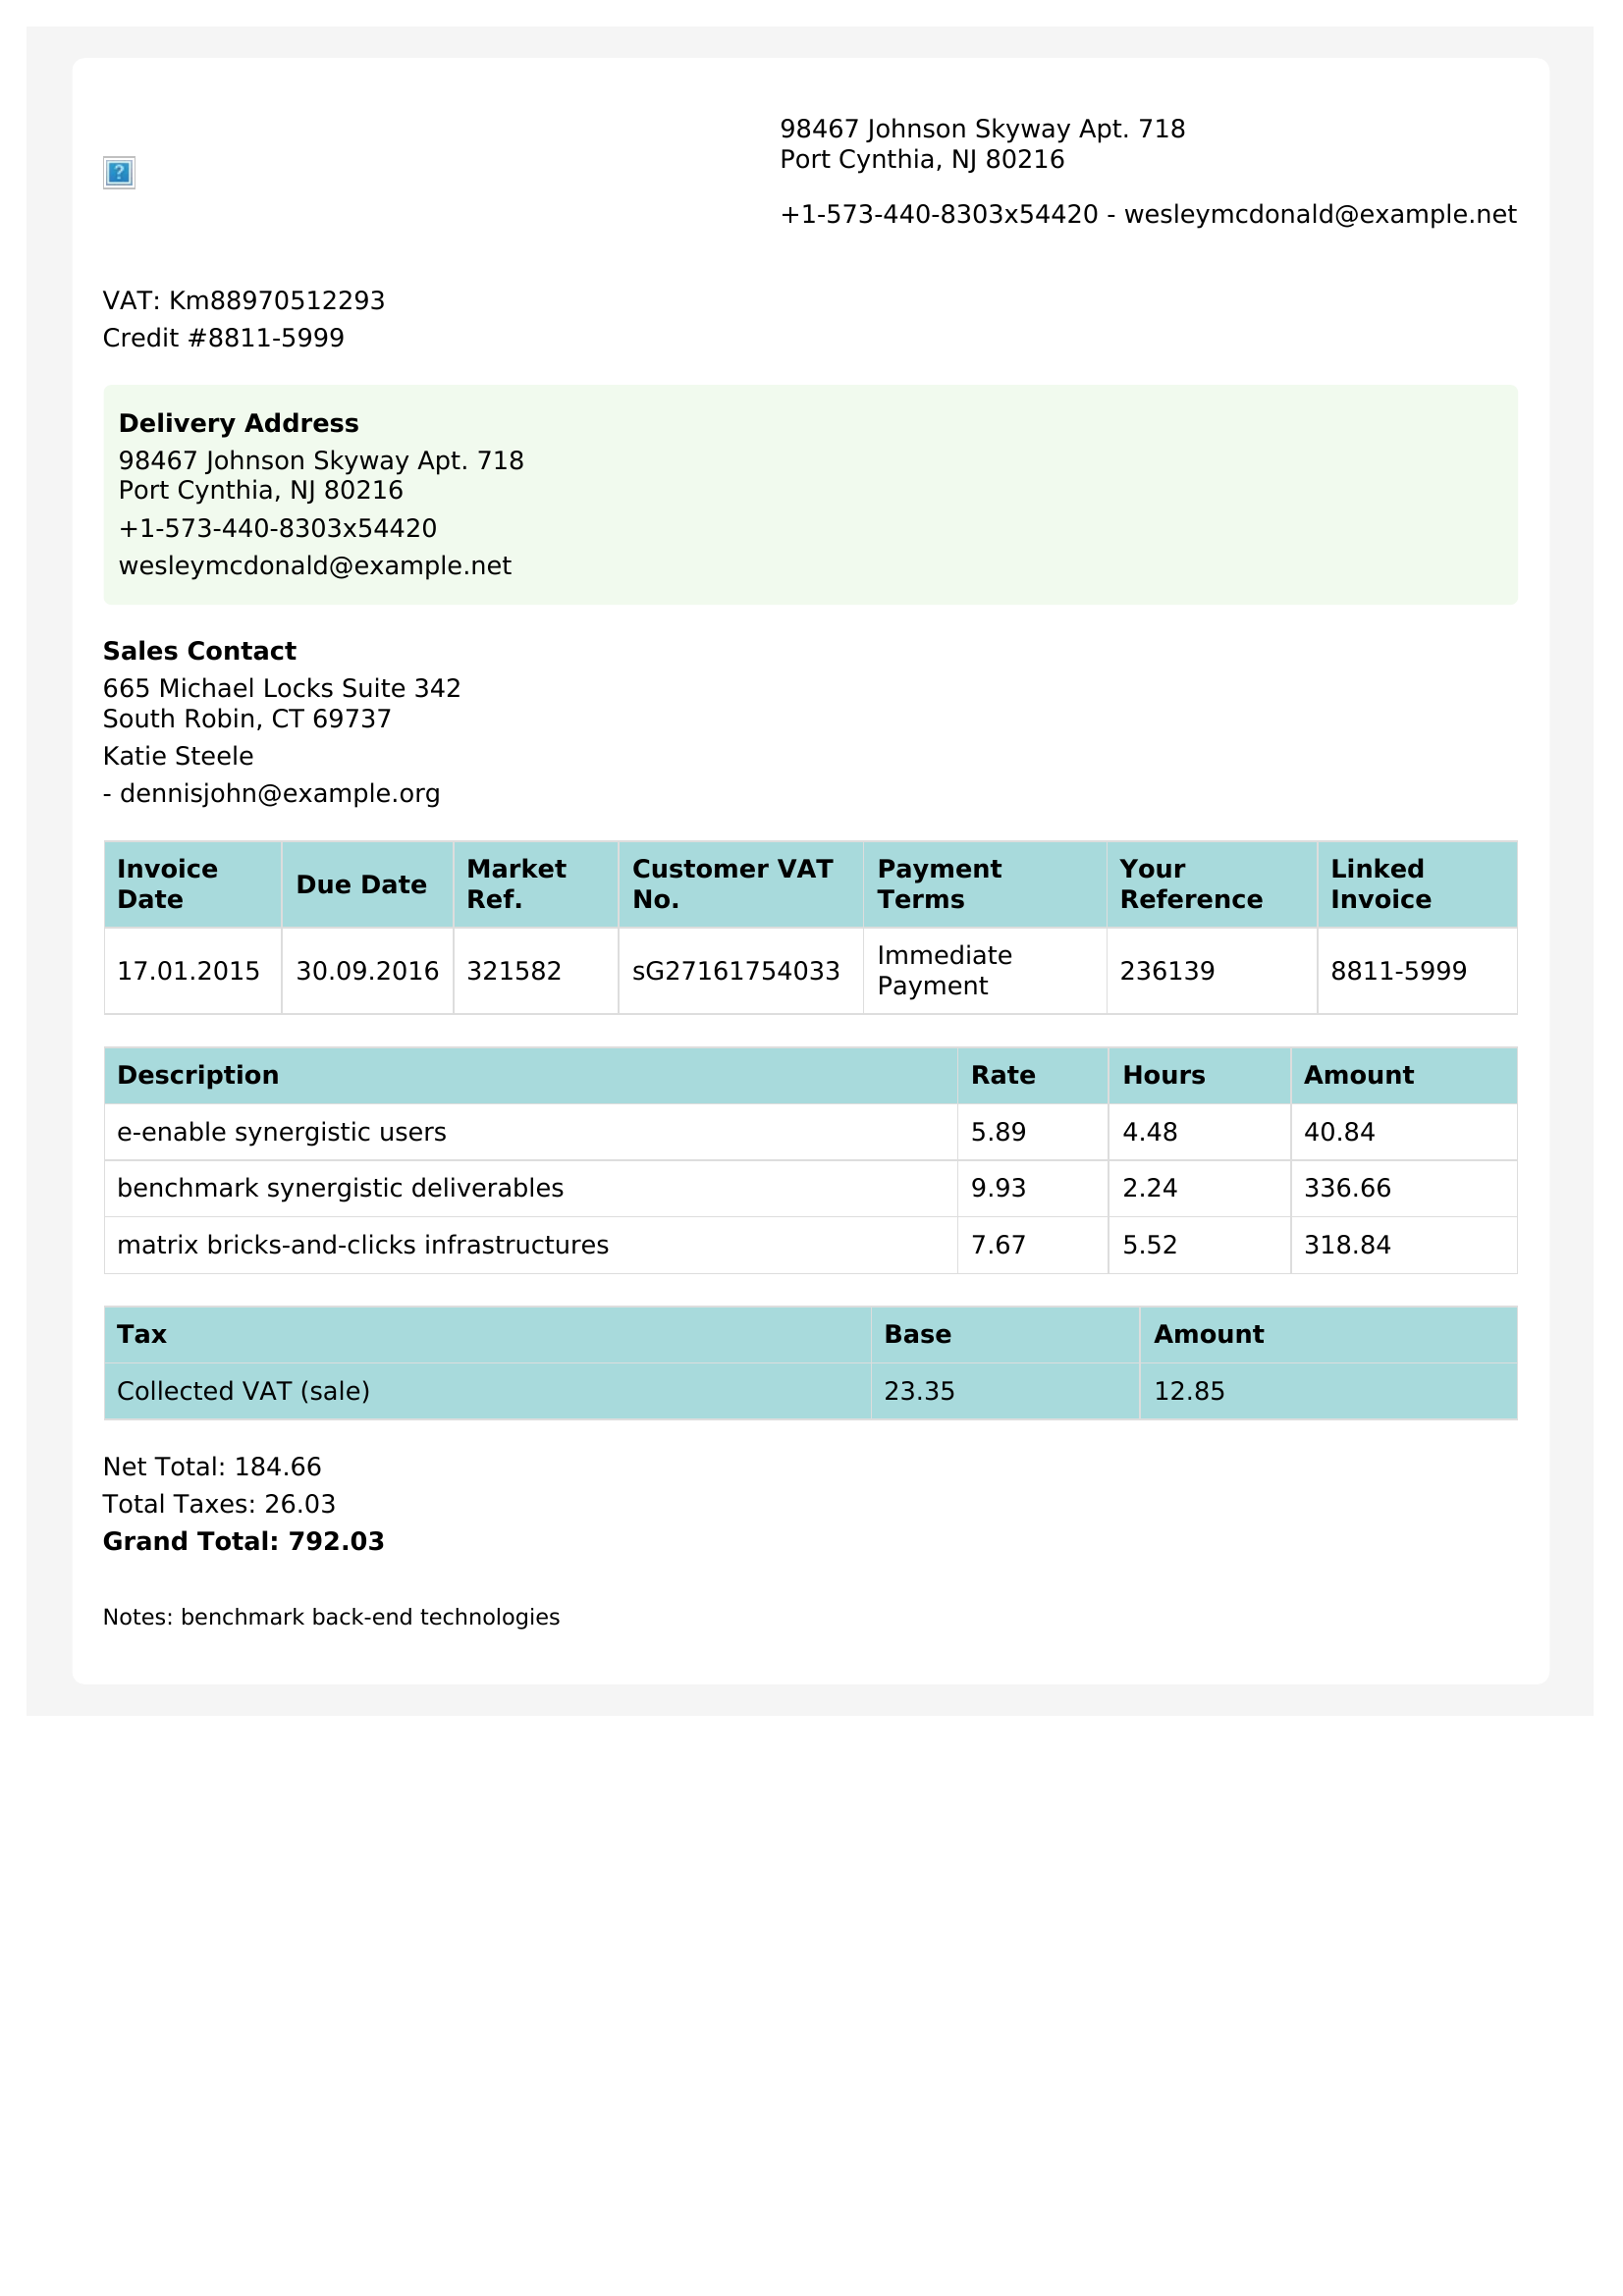 98467 Johnson Skyway Apt. 718
Port Cynthia, NJ 80216
+1-573-440-8303x54420 - wesleymcdonald@example.net
VAT: Km88970512293
Credit #8811-5999
Delivery Address
98467 Johnson Skyway Apt. 718
Port Cynthia, NJ 80216
+1-573-440-8303x54420
wesleymcdonald@example.net
Sales Contact
665 Michael Locks Suite 342
South Robin, CT 69737
Katie Steele
- dennisjohn@example.org
Invoice Date Due Date Market Ref. Customer VAT No. Payment Terms Your Reference Linked Invoice
17.01.2015 30.09.2016 321582 sG27161754033 Immediate Payment 236139 8811-5999
Description Rate Hours Amount
e-enable synergistic users 5.89 4.48 40.84
benchmark synergistic deliverables 9.93 2.24 336.66
matrix bricks-and-clicks infrastructures 7.67 5.52 318.84
Tax Base Amount
Collected VAT (sale) 23.35 12.85
Net Total: 184.66
Total Taxes: 26.03
Grand Total: 792.03
Notes: benchmark back-end technologies